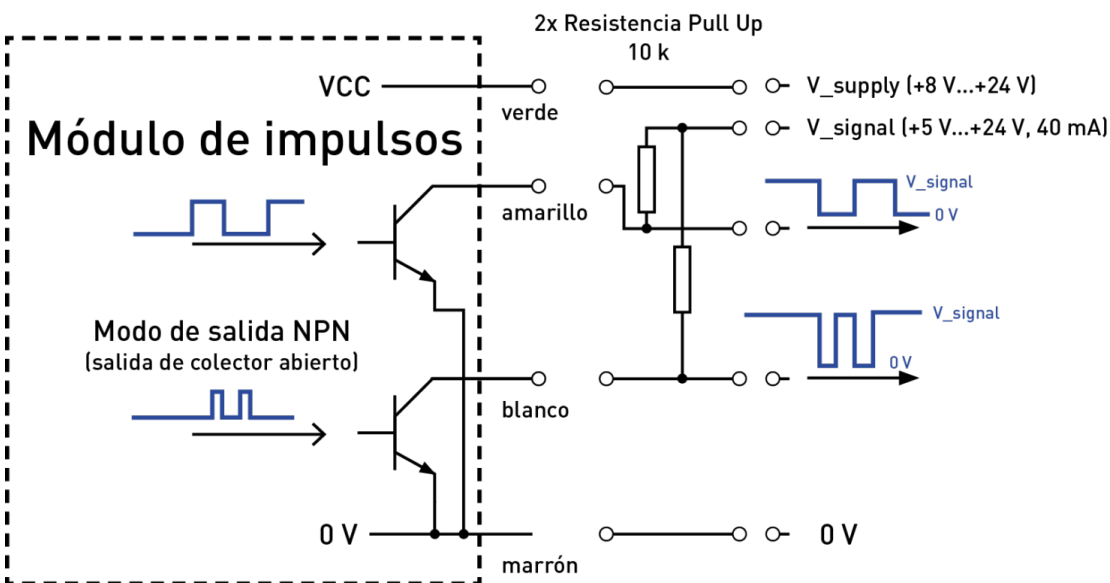 2x Resistencia Pull Up
10 k
VCC
verde
V_supply (+8 V...+24 V)
V_signal (+5 V...+24 V, 40 mA)
Módulo de impulsos
amarillo
V_signal
0 V
Modo de salida NPN
(salida de colector abierto)
V_signal
0 V
blanco
0 V
marrón
0 V